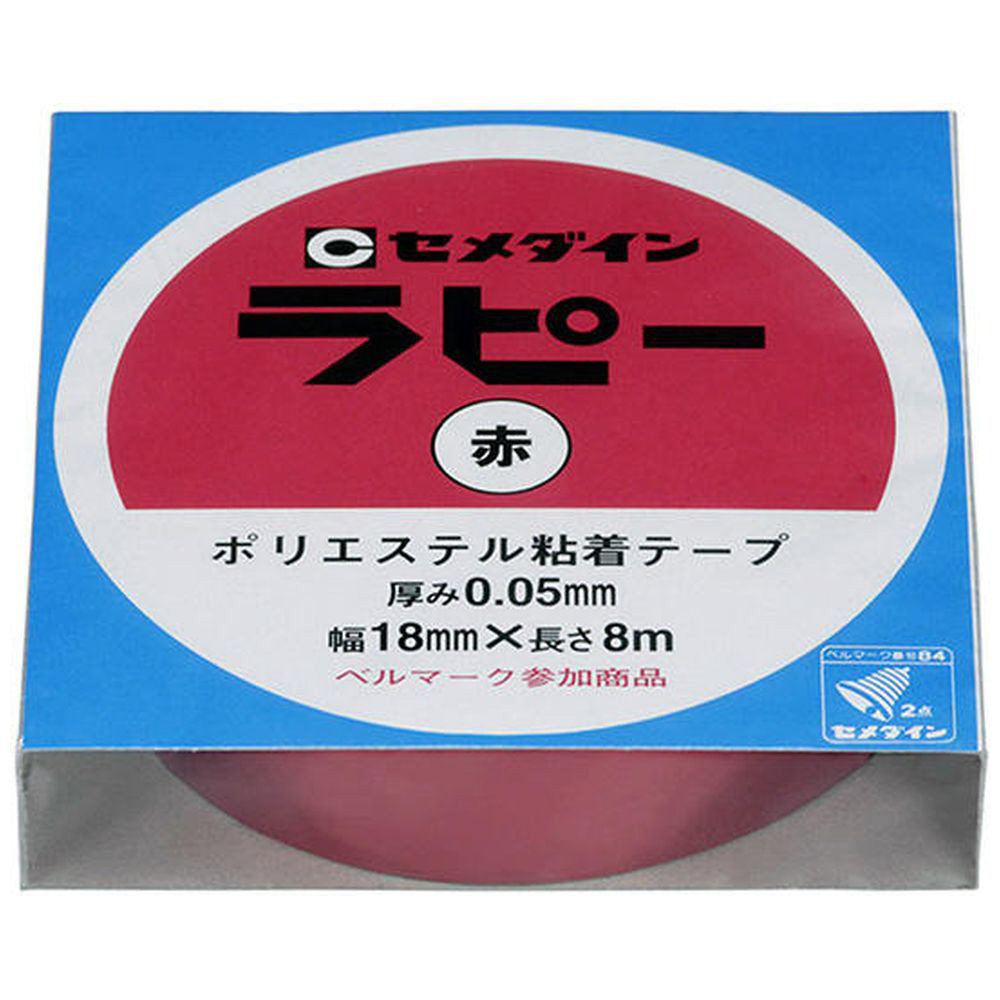 C セメダイン
ラピー
赤
ポリエステル粘着テープ
厚み0.05mm
幅18mm×長さ8m
ベルマーク参加商品
ベルマーク番号84
2点
セメダイン